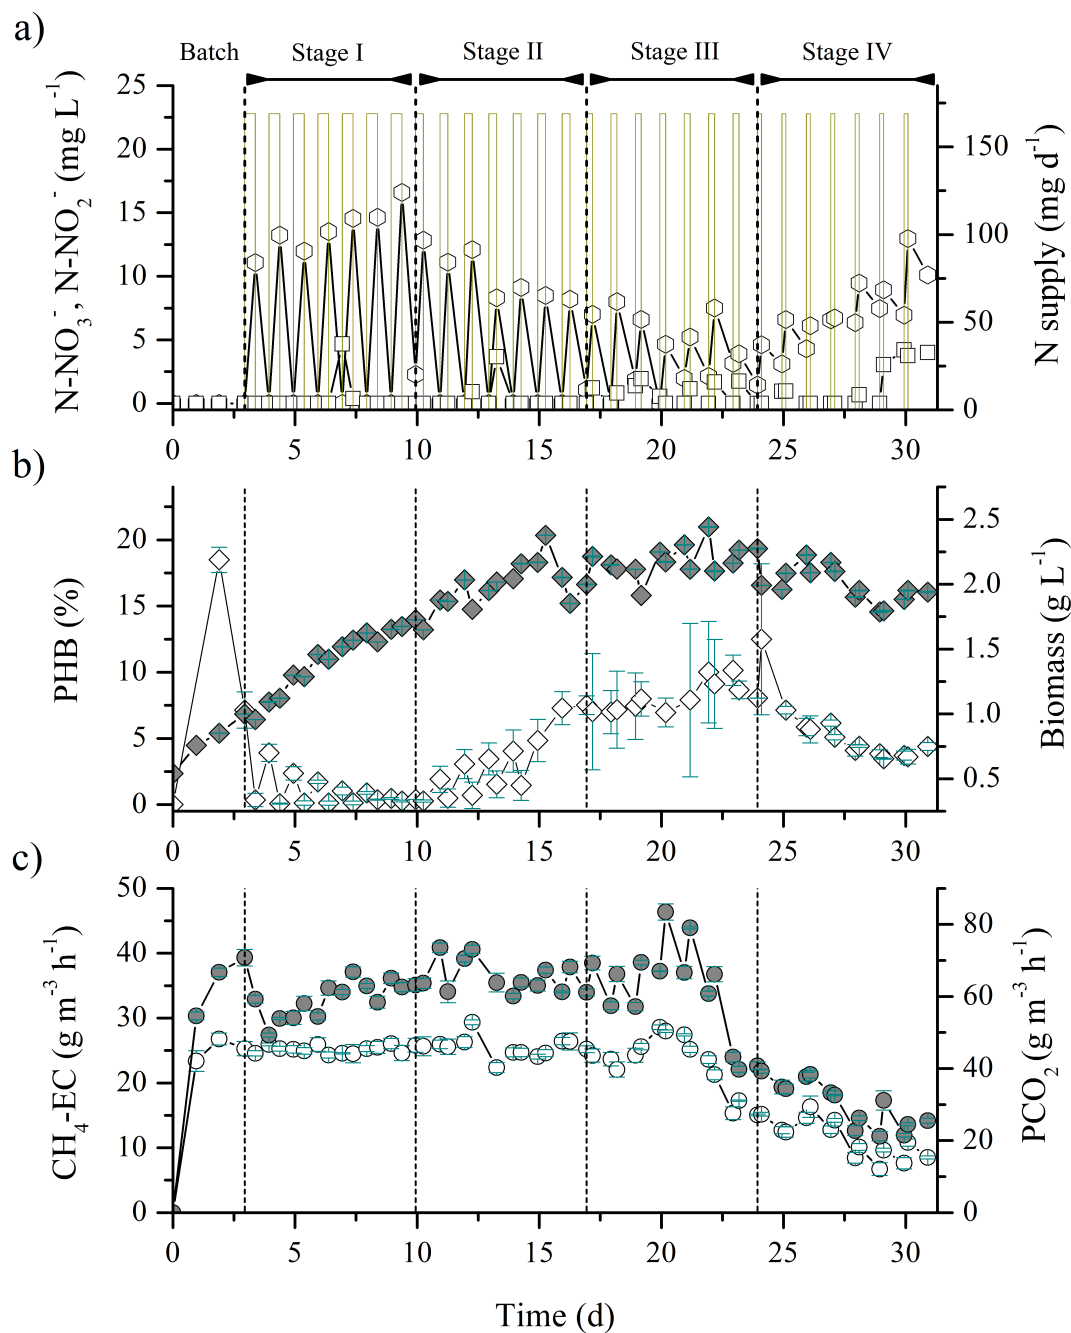 a)
Batch Stage I Stage II Stage III Stage IV
N-NO₃⁻, N-NO₂⁻ (mg L⁻¹)
25
20
15
10
5
0
N supply (mg d⁻¹)
150
100
50
0
0 5 10 15 20 25 30
b)
PHB (%)
20
15
10
5
0
Biomass (g L⁻¹)
2.5
2.0
1.5
1.0
0.5
0 5 10 15 20 25 30
c)
CH₄-EC (g m⁻³ h⁻¹)
50
40
30
20
10
0
PCO₂ (g m⁻³ h⁻¹)
80
60
40
20
0
0 5 10 15 20 25 30
Time (d)